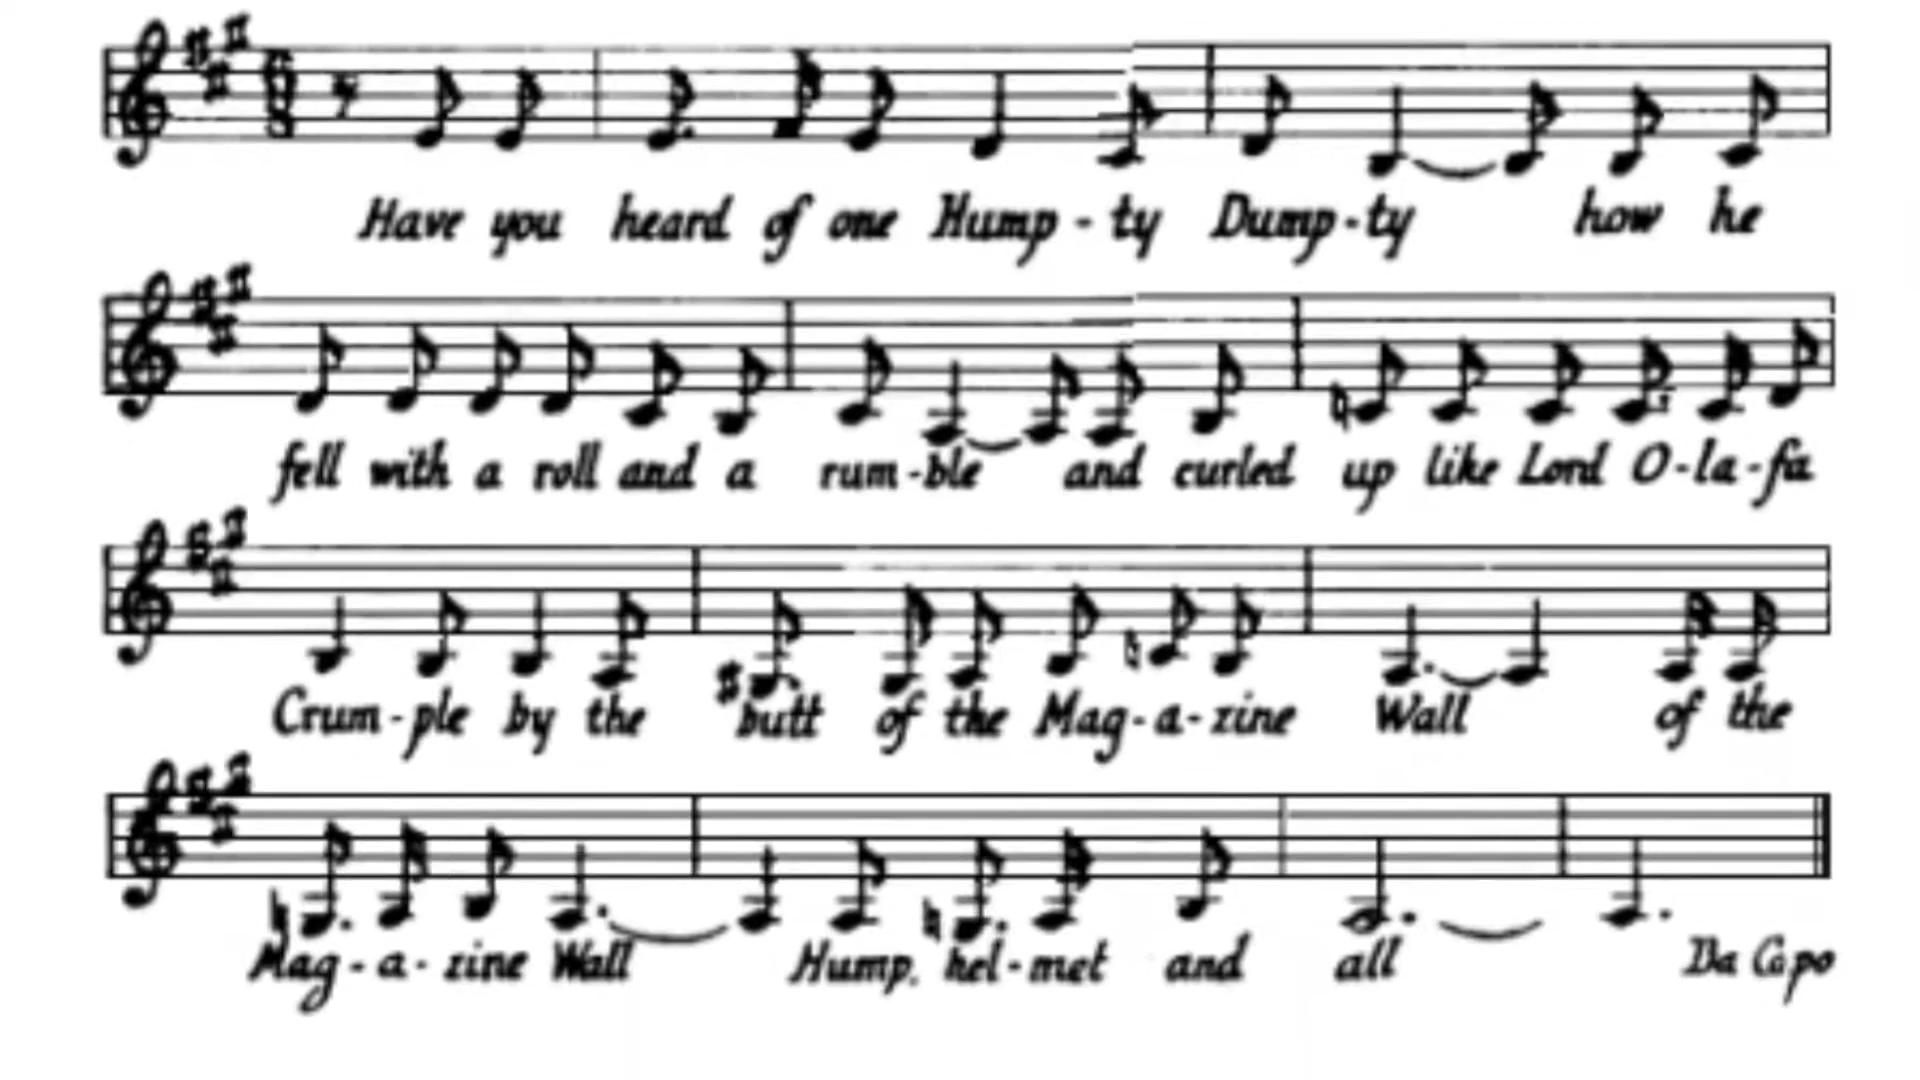 Have you heard of one Hump-ty Dump-ty how he
fell with a roll and a rum-ble and curled up like Lord O-la-fa
Crum-ple by the butt of the Mag-a-zine Wall of the
Mag-a-zine Wall Hump, hel-met and all Da Capo